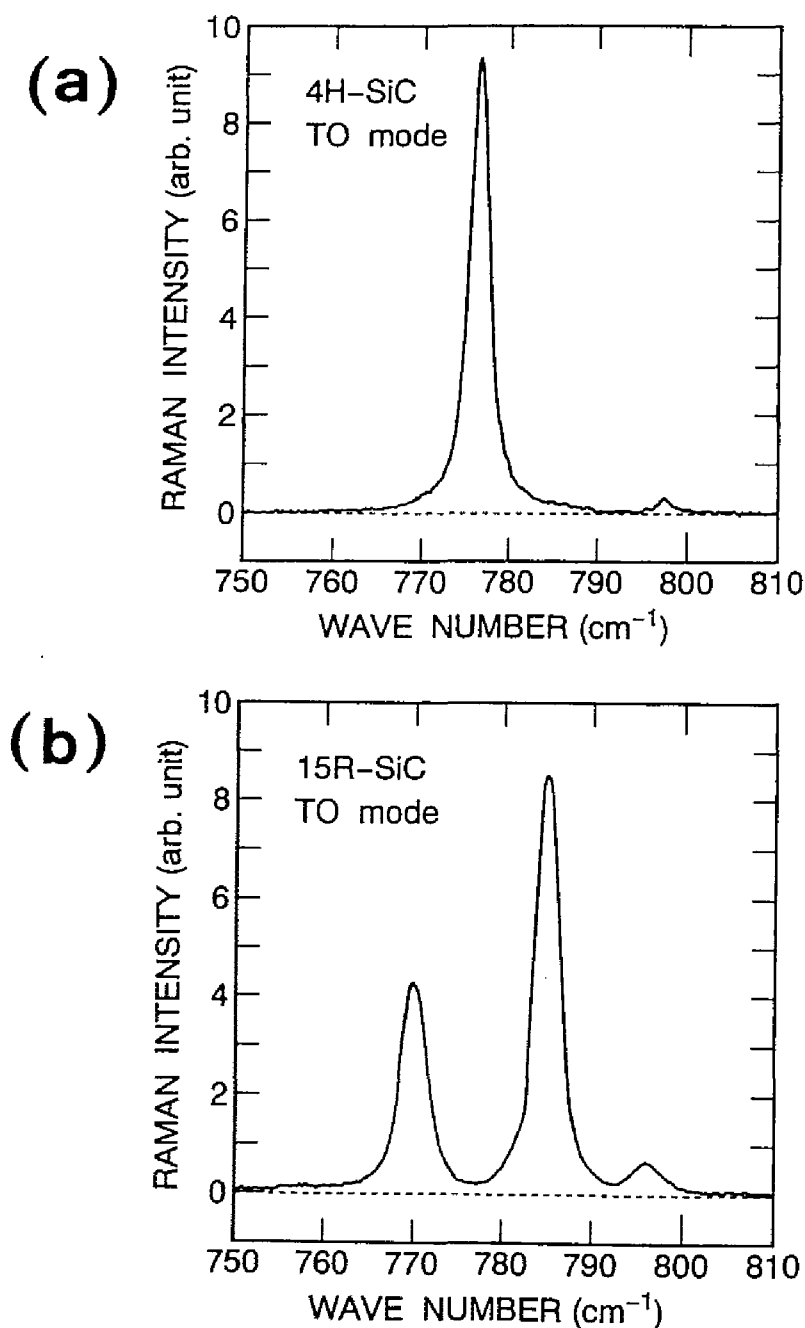 (a)
4H-SiC
TO mode
RAMAN INTENSITY (arb. unit)
10
8
6
4
2
0
750 760 770 780 790 800 810
WAVE NUMBER (cm⁻¹)
(b)
15R-SiC
TO mode
RAMAN INTENSITY (arb. unit)
10
8
6
4
2
0
750 760 770 780 790 800 810
WAVE NUMBER (cm⁻¹)